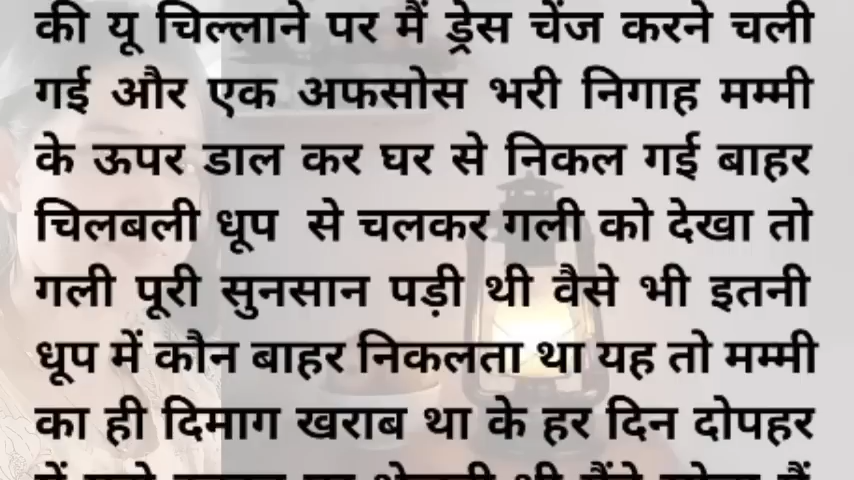 की यू चिल्लाने पर मैं ड्रेस चेंज करने चली
गई और एक अफसोस भरी निगाह मम्मी
के ऊपर डाल कर घर से निकल गई बाहर
चिलबली धूप से चलकर गली को देखा तो
गली पूरी सुनसान पड़ी थी वैसे भी इतनी
धूप में कौन बाहर निकलता था यह तो मम्मी
का ही दिमाग खराब था के हर दिन दोपहर